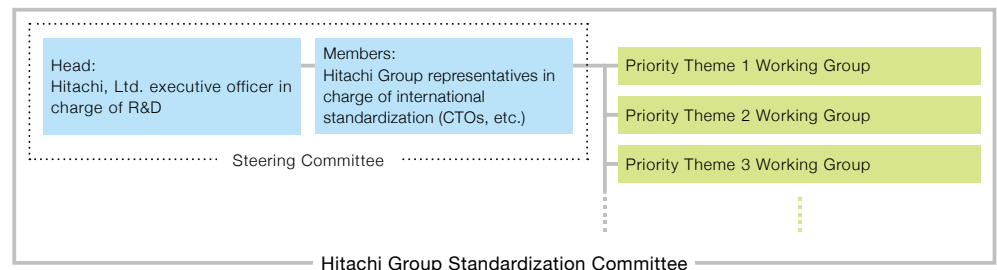 Head:
Hitachi, Ltd. executive officer in
charge of R&D
Members:
Hitachi Group representatives in
charge of international
standardization (CTOs, etc.)
Steering Committee
Priority Theme 1 Working Group
Priority Theme 2 Working Group
Priority Theme 3 Working Group
Hitachi Group Standardization Committee